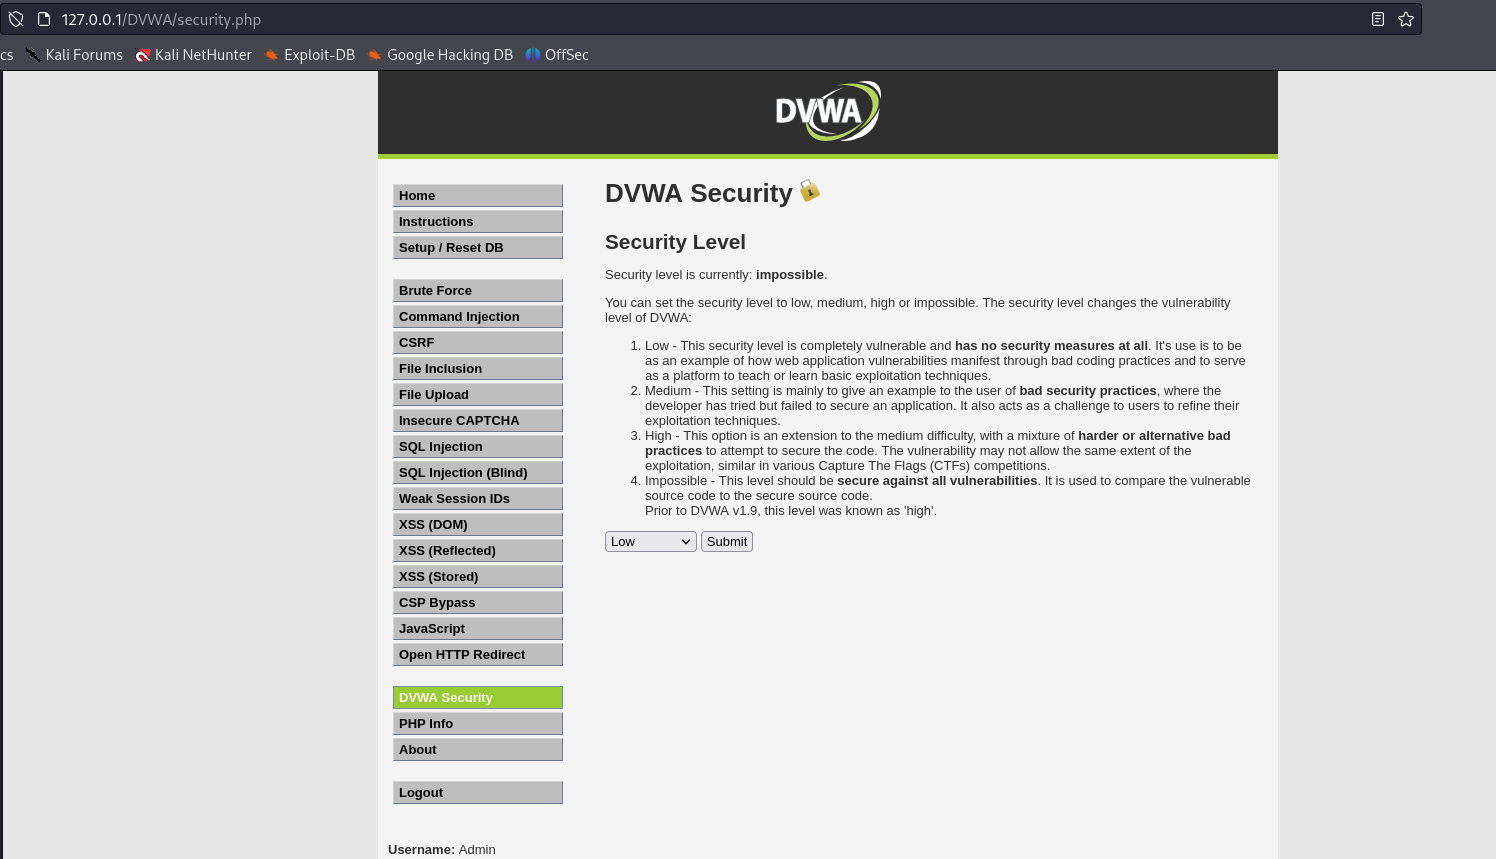 127.0.0.1/DVWA/security.php
cs Kali Forums Kali NetHunter Exploit-DB Google Hacking DB OffSec
DVWA
Home
Instructions
Setup / Reset DB
Brute Force
Command Injection
CSRF
File Inclusion
File Upload
Insecure CAPTCHA
SQL Injection
SQL Injection (Blind)
Weak Session IDs
XSS (DOM)
XSS (Reflected)
XSS (Stored)
CSP Bypass
JavaScript
Open HTTP Redirect
DVWA Security
PHP Info
About
Logout
Username: Admin
DVWA Security
Security Level
Security level is currently: impossible.
You can set the security level to low, medium, high or impossible. The security level changes the vulnerability
level of DVWA:
1. Low - This security level is completely vulnerable and has no security measures at all. It's use is to be
as an example of how web application vulnerabilities manifest through bad coding practices and to serve
as a platform to teach or learn basic exploitation techniques.
2. Medium - This setting is mainly to give an example to the user of bad security practices, where the
developer has tried but failed to secure an application. It also acts as a challenge to users to refine their
exploitation techniques.
3. High - This option is an extension to the medium difficulty, with a mixture of harder or alternative bad
practices to attempt to secure the code. The vulnerability may not allow the same extent of the
exploitation, similar in various Capture The Flags (CTFs) competitions.
4. Impossible - This level should be secure against all vulnerabilities. It is used to compare the vulnerable
source code to the secure source code.
Prior to DVWA v1.9, this level was known as 'high'.
Low Submit